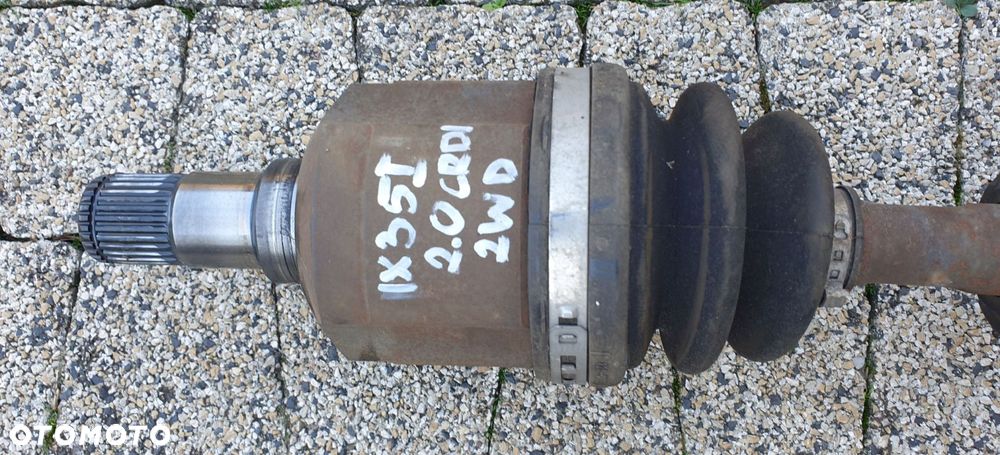 IX35I
2.0 CRDI
2WD
OTOMOTO